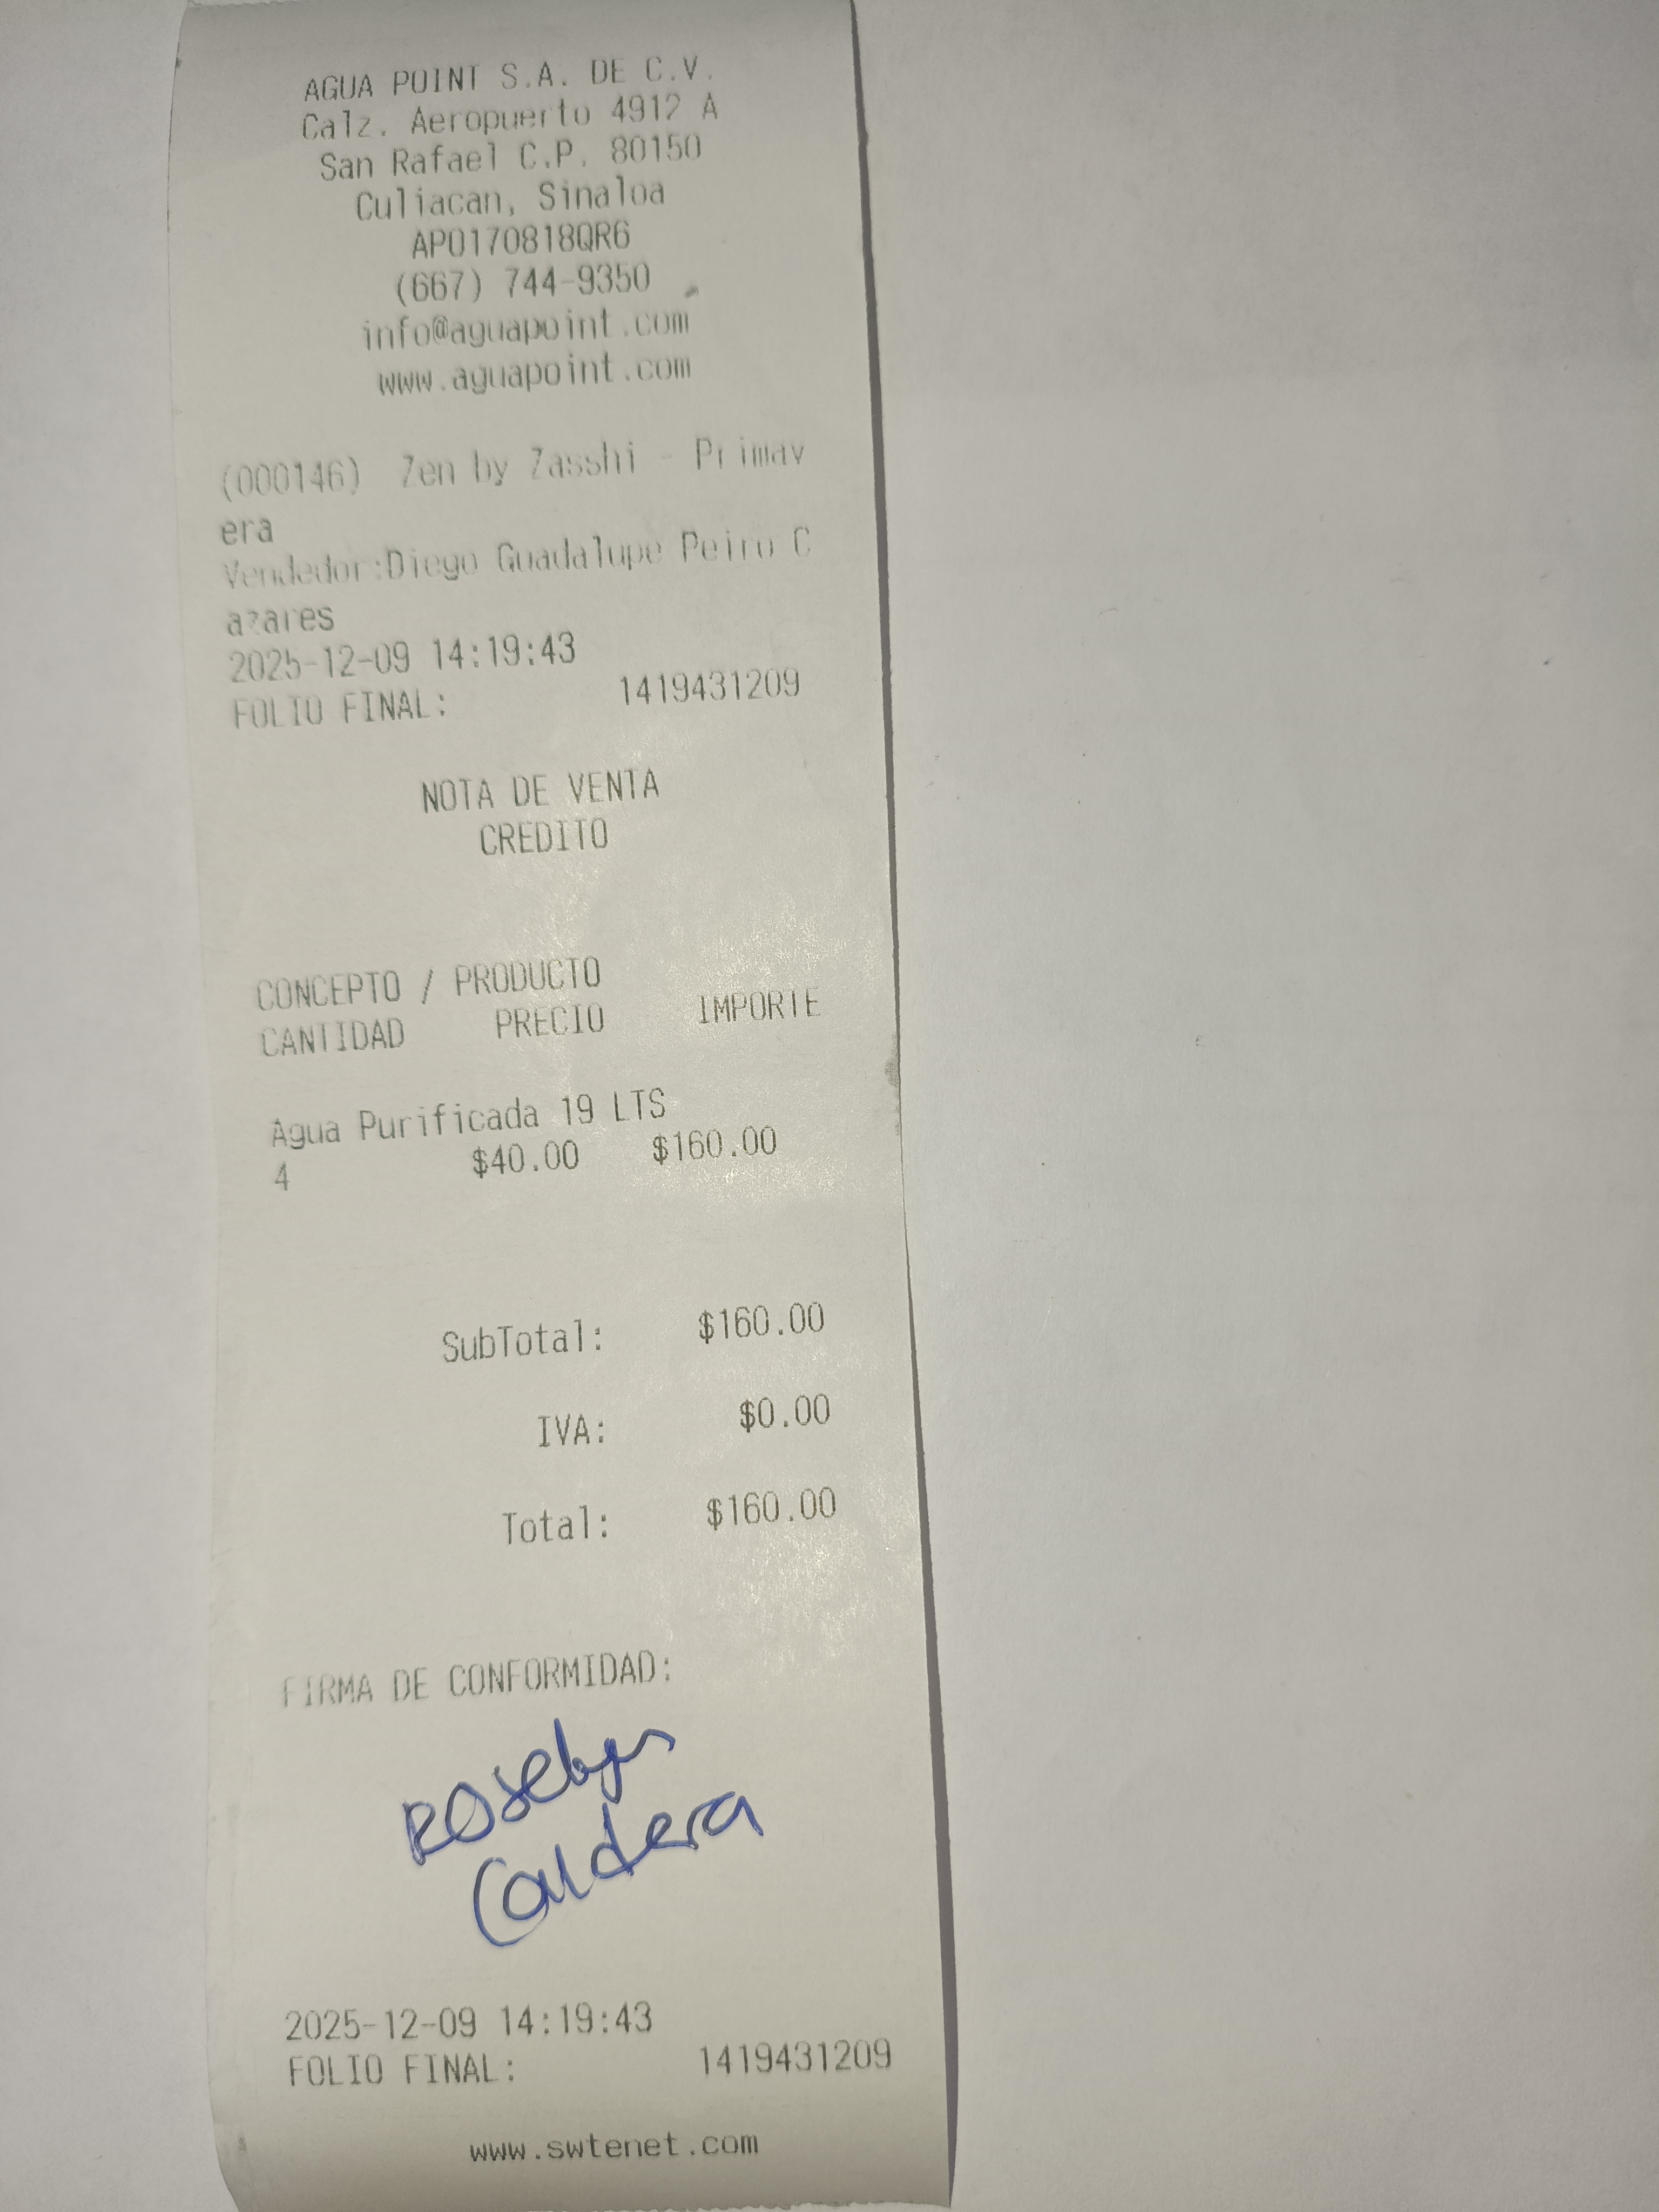 AGUA POINT S.A. DE C.V.
Calz. Aeropuerto 4912 A
San Rafael C.P. 80150
Culiacan, Sinaloa
APO170818QR6
(667) 744-9350
info@aguapoint.com
www.aguapoint.com
(000146) Zen by Zasshi - Primav
era
Vendedor:Diego Guadalupe Peiro C
azares
2025-12-09 14:19:43
FOLIO FINAL: 1419431209
NOTA DE VENTA
CREDITO
CONCEPTO / PRODUCTO
CANTIDAD PRECIO IMPORTE
Agua Purificada 19 LTS
4 $40.00 $160.00
SubTotal: $160.00
IVA: $0.00
Total: $160.00
FIRMA DE CONFORMIDAD:
Caldera
2025-12-09 14:19:43
FOLIO FINAL: 1419431209
www.swtenet.com